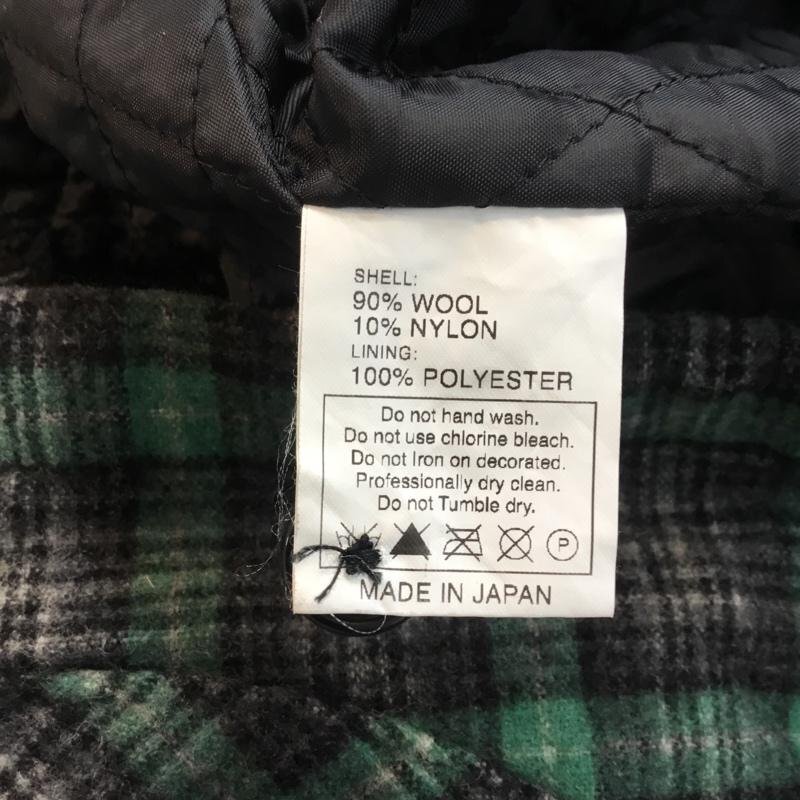 SHELL:
90% WOOL
10% NYLON
LINING:
100% POLYESTER
Do not hand wash.
Do not use chlorine bleach.
Do not Iron on decorated.
Professionally dry clean.
Do not Tumble dry.
P
MADE IN JAPAN